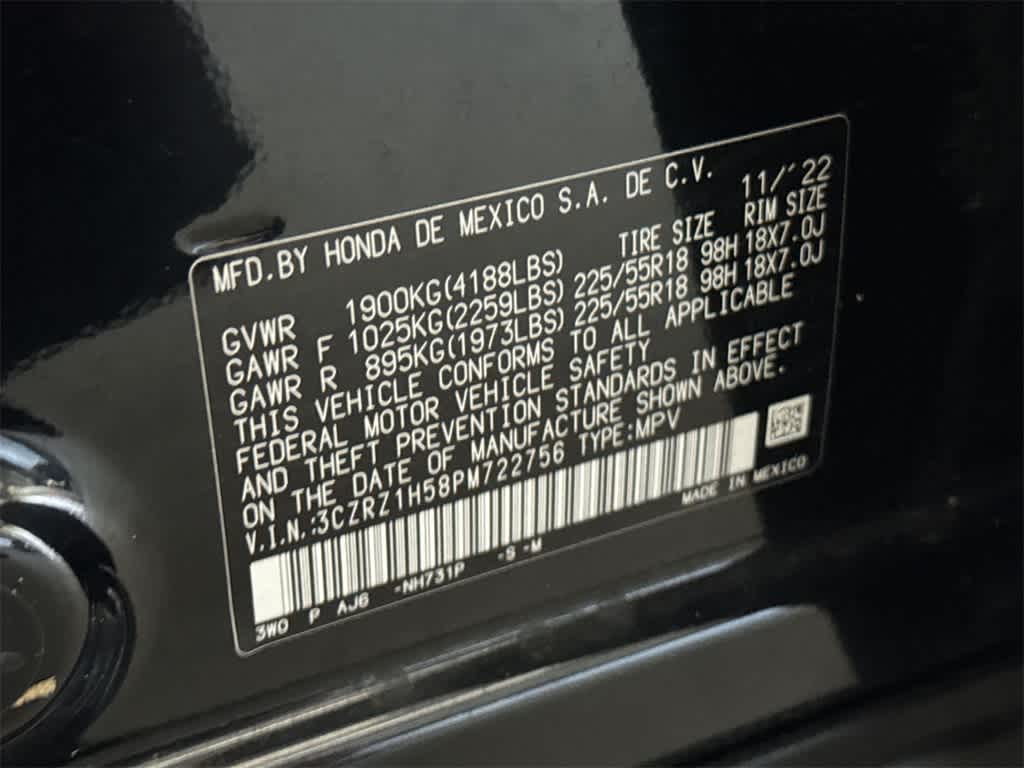 MFD.BY HONDA DE MEXICO S.A. DE C.V. 11/'22
TIRE SIZE RIM SIZE
GVWR 1900KG(4188LBS)
GAWR F 1025KG(2259LBS) 225/55R18 98H 18X7.0J
GAWR R 895KG(1973LBS) 225/55R18 98H 18X7.0J
THIS VEHICLE CONFORMS TO ALL APPLICABLE
FEDERAL MOTOR VEHICLE SAFETY
AND THEFT PREVENTION STANDARDS IN EFFECT
ON THE DATE OF MANUFACTURE SHOWN ABOVE.
V.I.N.:3CZRZ1H58PM722756 TYPE:MPV
MADE IN MEXICO
3W0 P AJ6 -NH731P -S -M